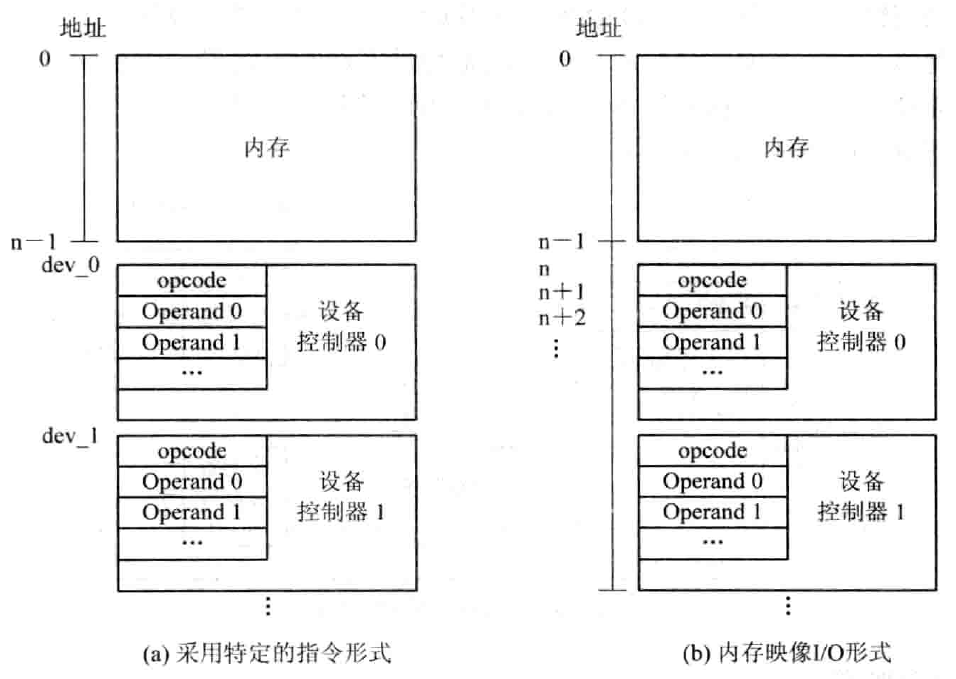 地址
0
内存
n－1
dev_0
opcode
Operand 0
Operand 1
…
设备
控制器 0
dev_1
opcode
Operand 0
Operand 1
…
设备
控制器 1
⋮
(a) 采用特定的指令形式
地址
0
内存
n－1
n
n＋1
n＋2
⋮
opcode
Operand 0
Operand 1
…
设备
控制器 0
opcode
Operand 0
Operand 1
…
设备
控制器 1
⋮
(b) 内存映像I/O形式